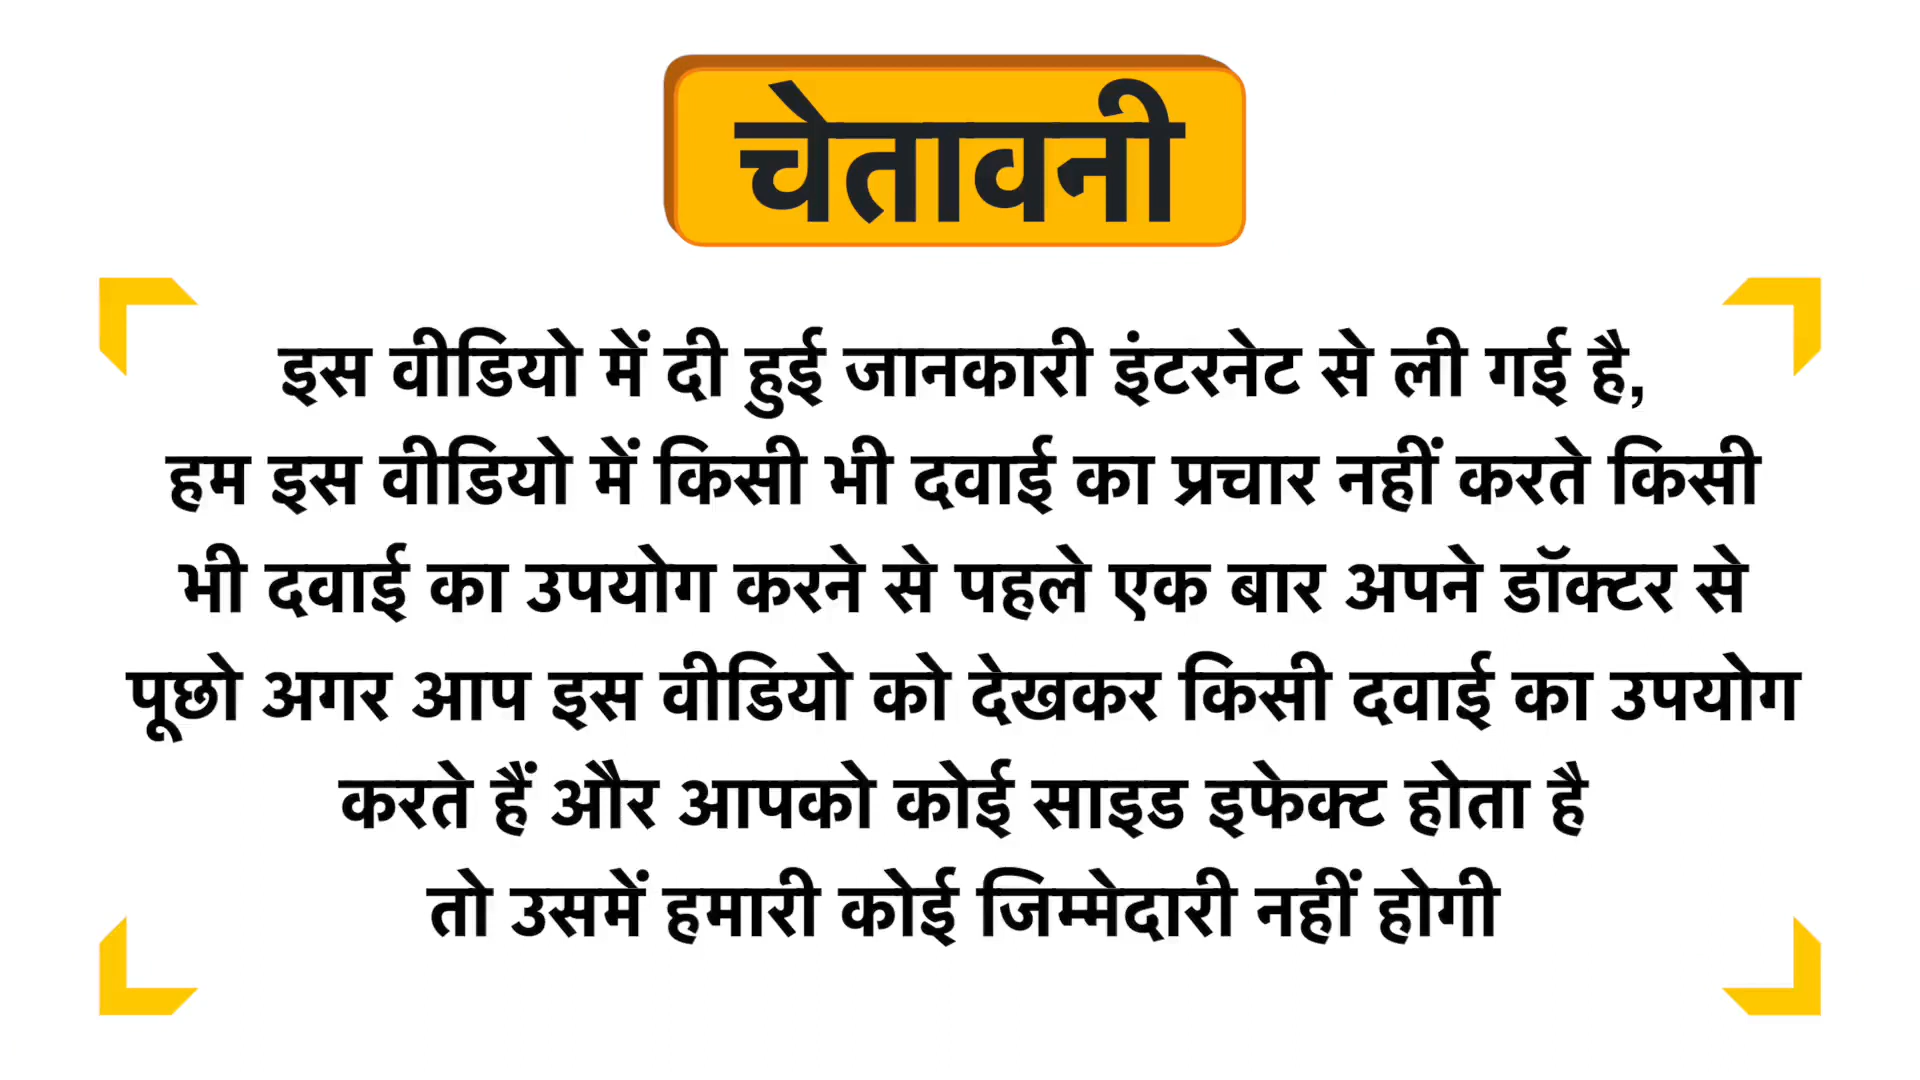 चेतावनी
इस वीडियो में दी हुई जानकारी इंटरनेट से ली गई है,
हम इस वीडियो में किसी भी दवाई का प्रचार नहीं करते किसी
भी दवाई का उपयोग करने से पहले एक बार अपने डॉक्टर से
पूछो अगर आप इस वीडियो को देखकर किसी दवाई का उपयोग
करते हैं और आपको कोई साइड इफेक्ट होता है
तो उसमें हमारी कोई जिम्मेदारी नहीं होगी